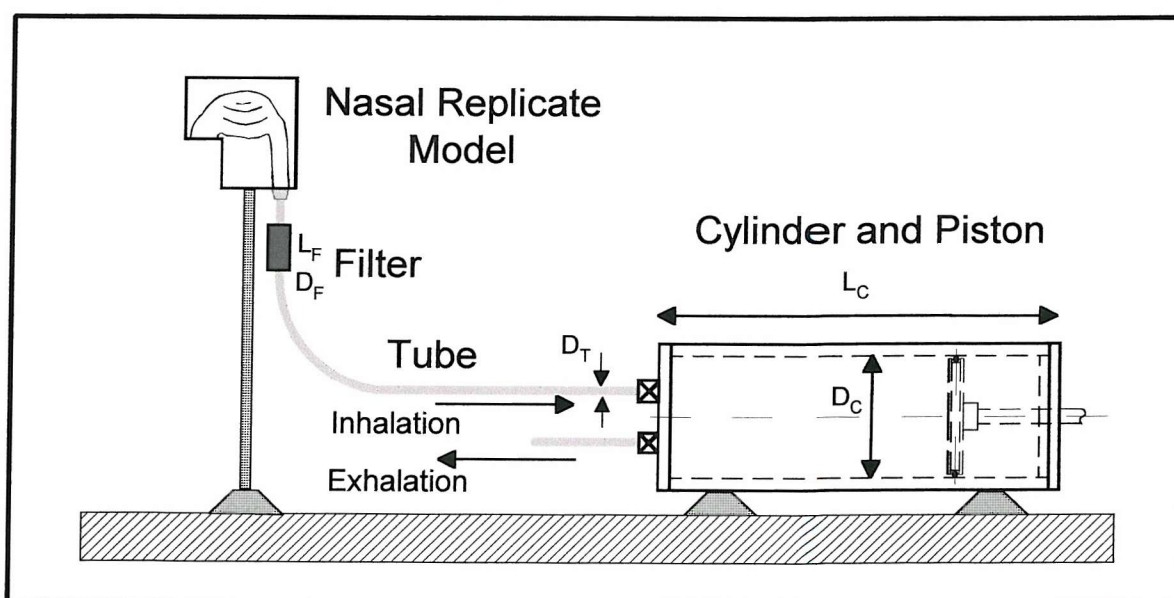 Nasal Replicate
Model
L_F
D_F
Filter
Cylinder and Piston
L_C
Tube
D_T
D_C
Inhalation
Exhalation